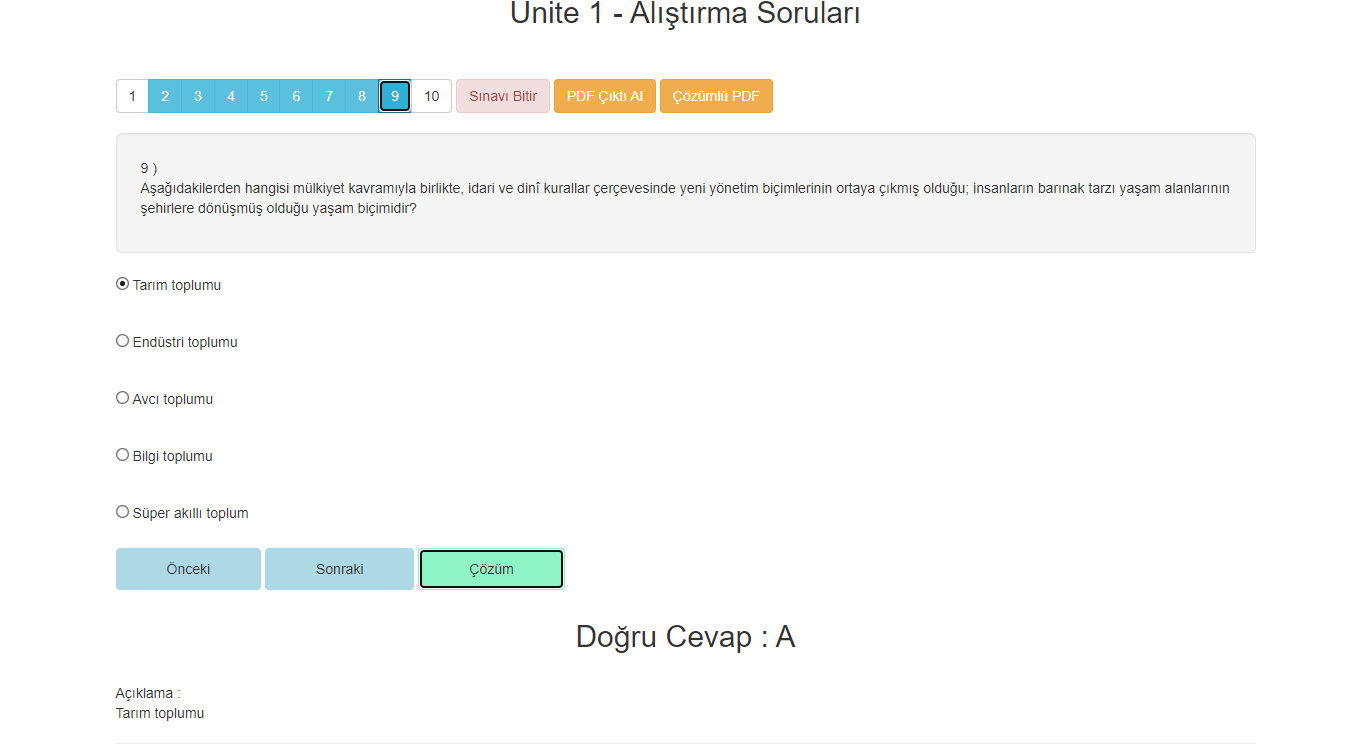 Ünite 1 - Alıştırma Soruları
1 2 3 4 5 6 7 8 9 10 Sınavı Bitir PDF Çıktı Al Çözümlü PDF
9 )
Aşağıdakilerden hangisi mülkiyet kavramıyla birlikte, idari ve dinî kurallar çerçevesinde yeni yönetim biçimlerinin ortaya çıkmış olduğu; insanların barınak tarzı yaşam alanlarının
şehirlere dönüşmüş olduğu yaşam biçimidir?
Tarım toplumu
Endüstri toplumu
Avcı toplumu
Bilgi toplumu
Süper akıllı toplum
Önceki Sonraki Çözüm
Doğru Cevap : A
Açıklama :
Tarım toplumu